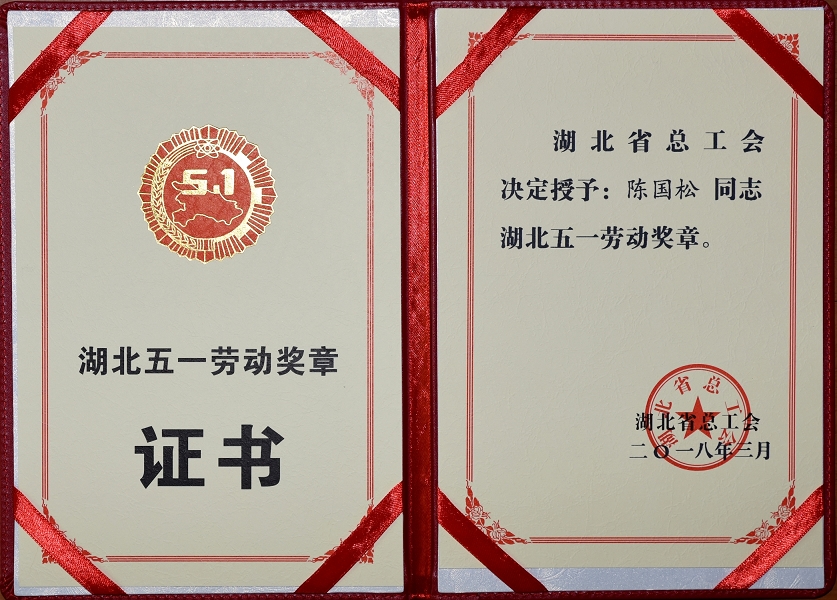 5.1
湖北五一劳动奖章
证书
湖北省总工会
决定授予：陈国松 同志
湖北五一劳动奖章。
湖北省总工会
湖北省总工会
二〇一八年三月